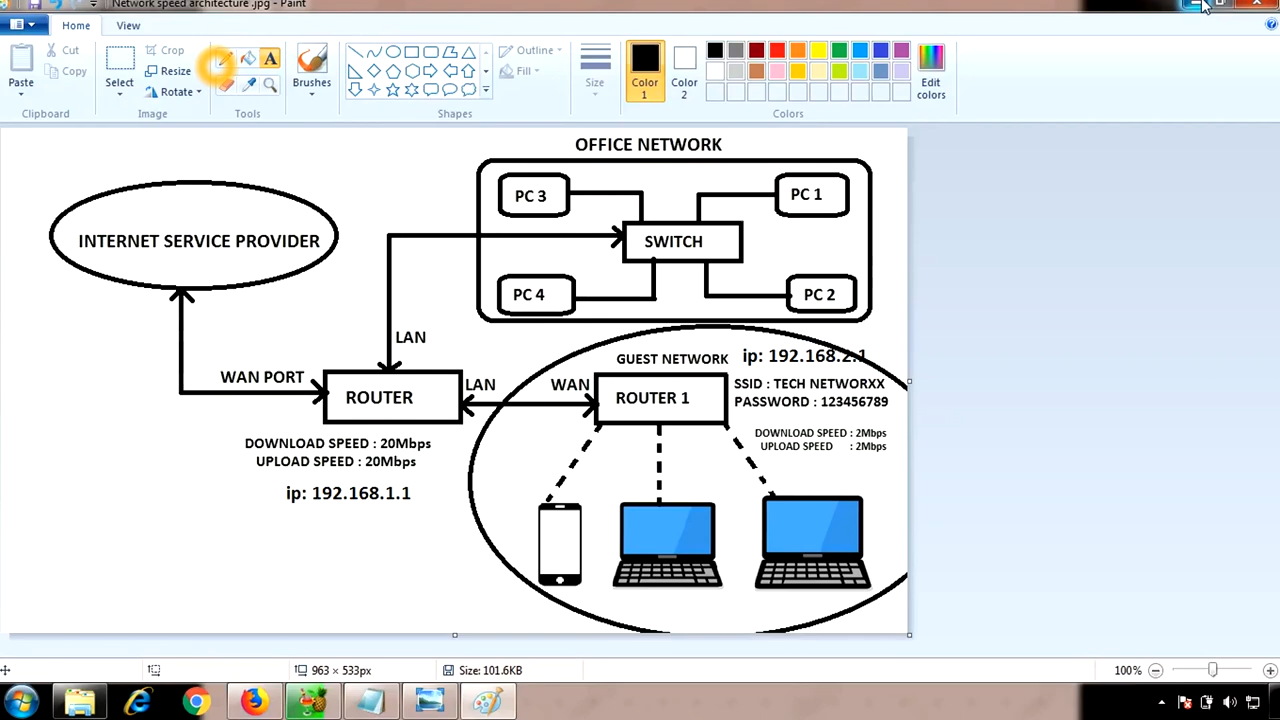 Network speed architecture .jpg - Paint
Home
View
Paste
Cut
Copy
Clipboard
Select
Crop
Resize
Rotate
Image
A
Tools
Brushes
Shapes
Outline
Fill
Size
Color 1
Color 2
Colors
Edit colors
OFFICE NETWORK
PC 3
PC 1
INTERNET SERVICE PROVIDER
SWITCH
PC 4
PC 2
LAN
GUEST NETWORK
ip: 192.168.2.1
WAN PORT
ROUTER
LAN
WAN
ROUTER 1
SSID : TECH NETWORXX
PASSWORD : 123456789
DOWNLOAD SPEED : 20Mbps
UPLOAD SPEED : 20Mbps
DOWNLOAD SPEED : 2Mbps
UPLOAD SPEED : 2Mbps
ip: 192.168.1.1
963 × 533px
Size: 101.6KB
100%